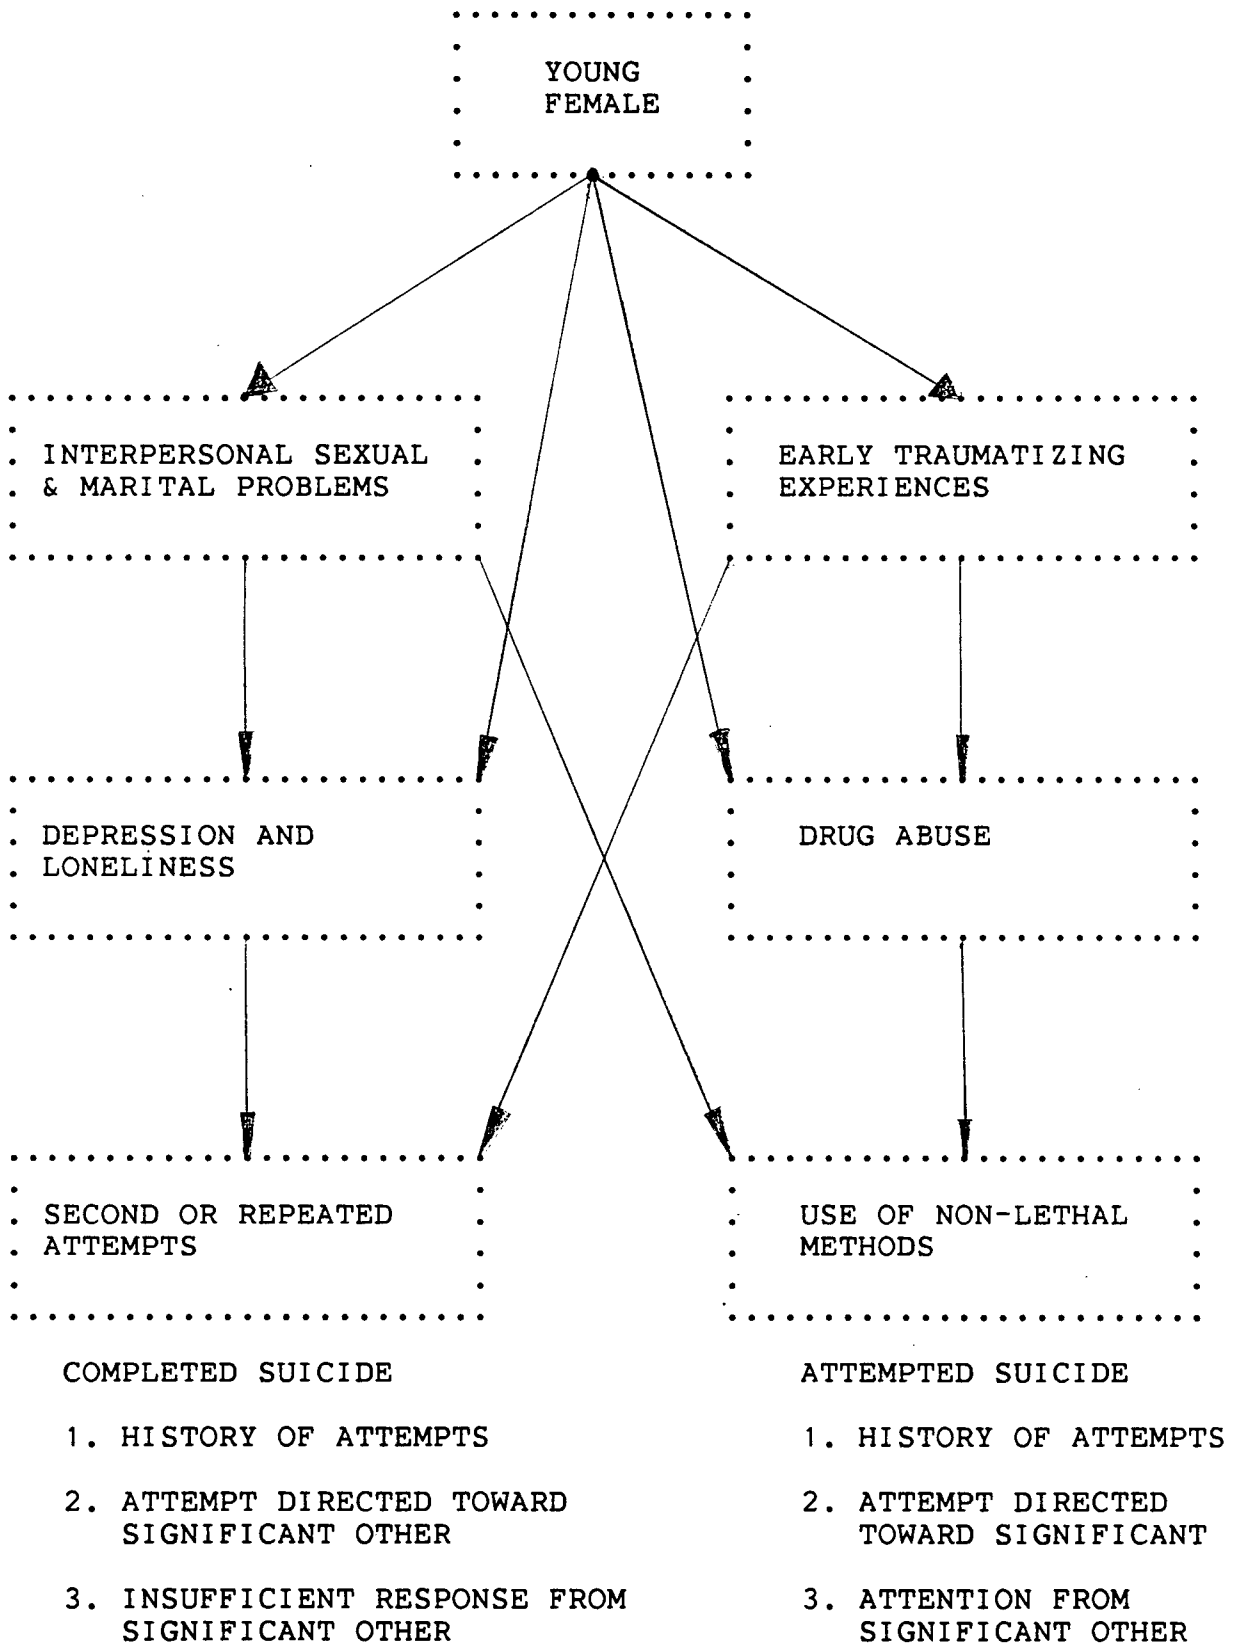 YOUNG
FEMALE
INTERPERSONAL SEXUAL
& MARITAL PROBLEMS
EARLY TRAUMATIZING
EXPERIENCES
DEPRESSION AND
LONELINESS
DRUG ABUSE
SECOND OR REPEATED
ATTEMPTS
USE OF NON-LETHAL
METHODS
COMPLETED SUICIDE
1. HISTORY OF ATTEMPTS
2. ATTEMPT DIRECTED TOWARD
SIGNIFICANT OTHER
3. INSUFFICIENT RESPONSE FROM
SIGNIFICANT OTHER
ATTEMPTED SUICIDE
1. HISTORY OF ATTEMPTS
2. ATTEMPT DIRECTED
TOWARD SIGNIFICANT
3. ATTENTION FROM
SIGNIFICANT OTHER